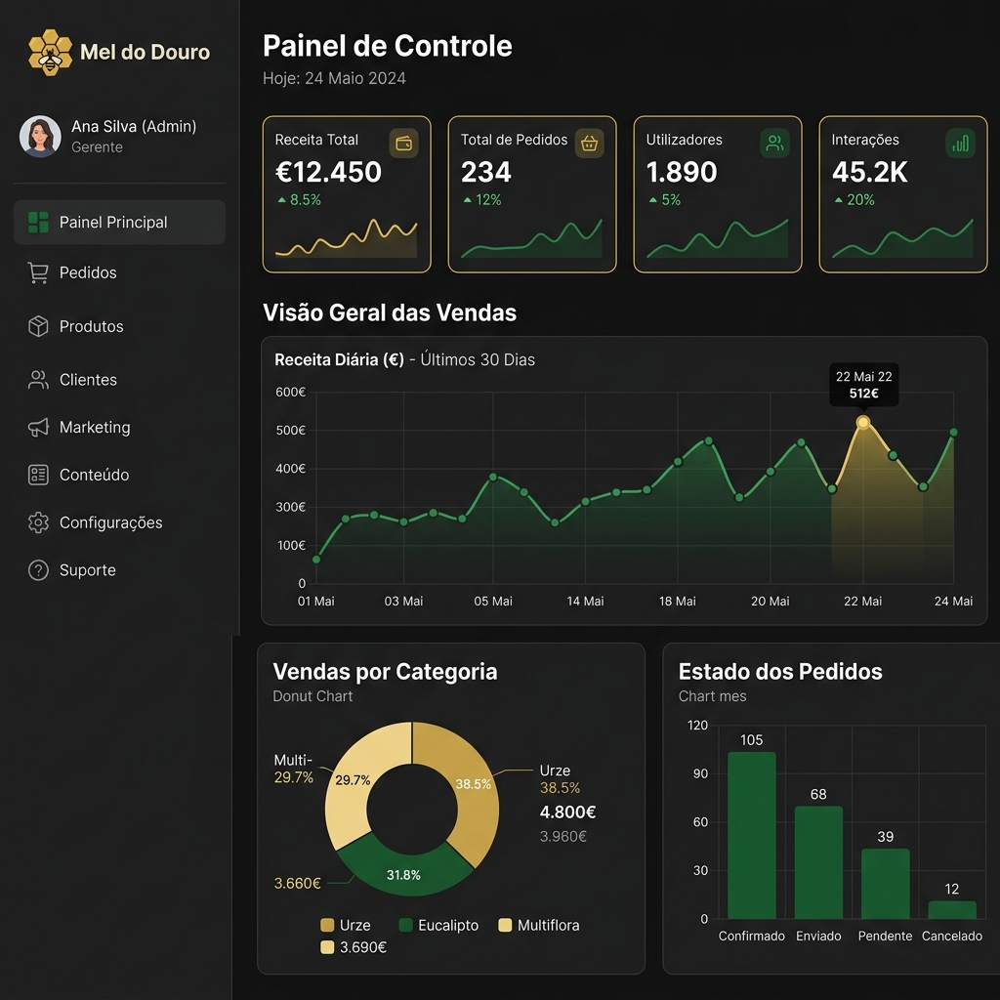 Mel do Douro
Ana Silva (Admin)
Gerente
Painel Principal
Pedidos
Produtos
Clientes
Marketing
Conteúdo
Configurações
Suporte
Painel de Controle
Hoje: 24 Maio 2024
Receita Total
€12.450
8.5%
Total de Pedidos
234
12%
Utilizadores
1.890
5%
Interações
45.2K
20%
Visão Geral das Vendas
Receita Diária (€) - Últimos 30 Dias
22 Mai 22
512€
600€
500€
400€
300€
100€
0
01 Mai 03 Mai 05 Mai 14 Mai 18 Mai 20 Mai 22 Mai 24 Mai
Vendas por Categoria
Donut Chart
Multi-
29.7%
29.7%
38.5%
31.8%
Urze
38.5%
4.800€
3.960€
3.660€
Urze Eucalipto Multiflora
3.690€
Estado dos Pedidos
Chart mes
120
90
60
30
0
105
68
39
12
Confirmado Enviado Pendente Cancelado